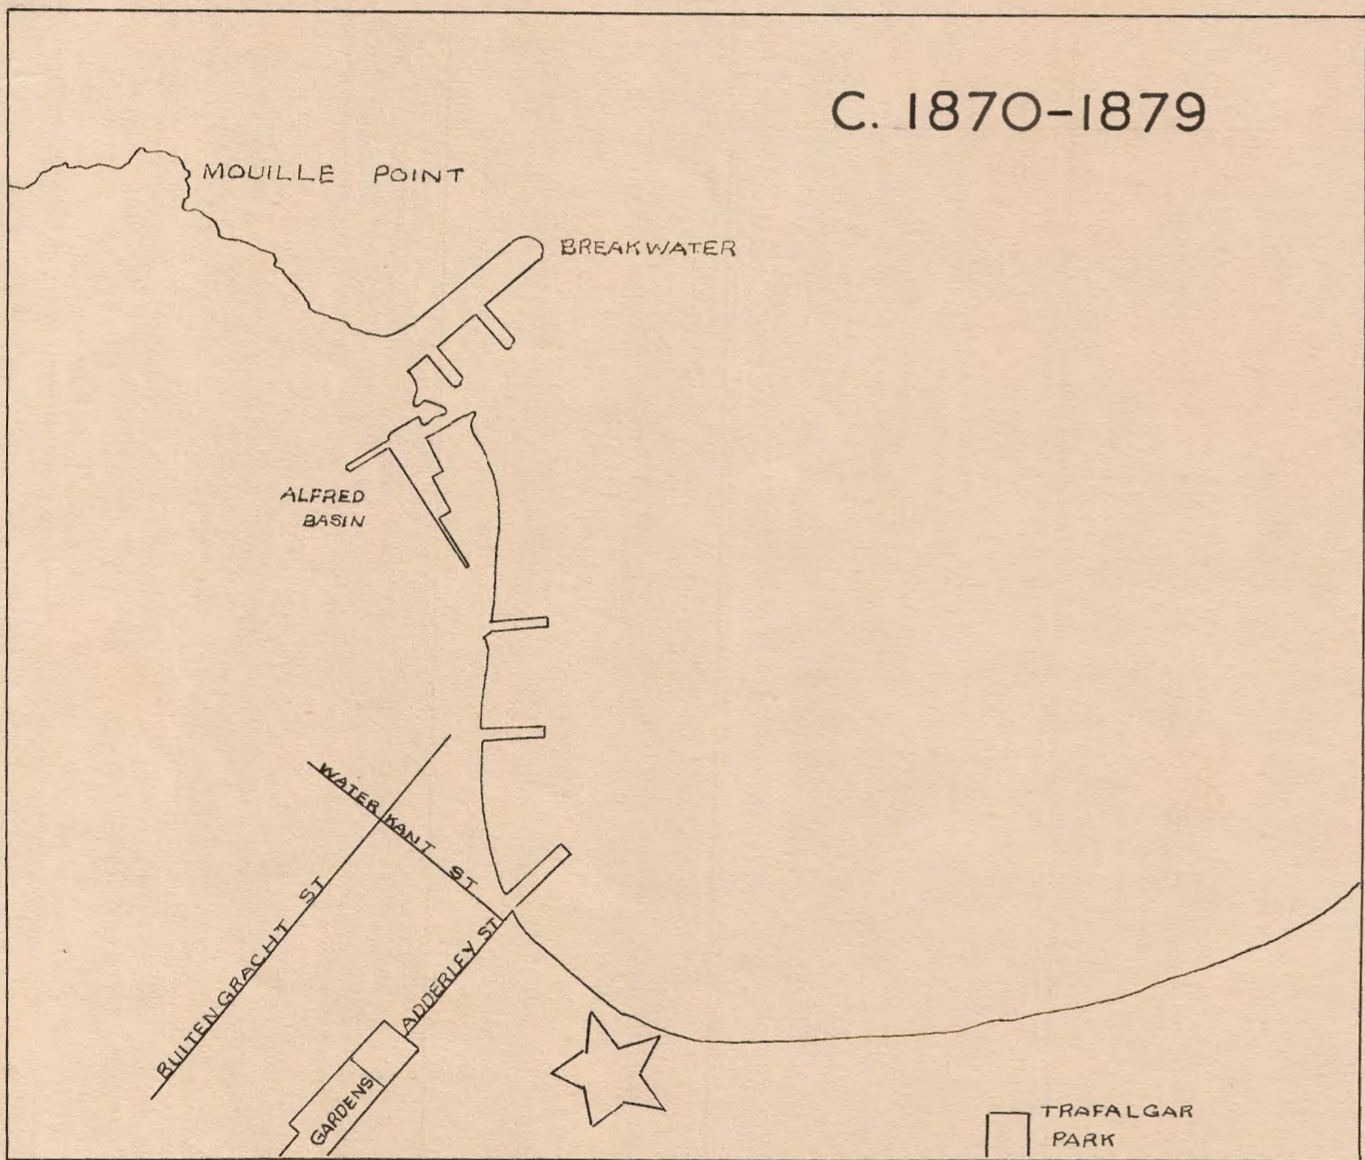 C. 1870-1879
MOUILLE POINT
BREAKWATER
ALFRED
BASIN
WATER KANT ST
BUITENGRACHT ST
ADDERLEY ST
GARDENS
TRAFALGAR
PARK